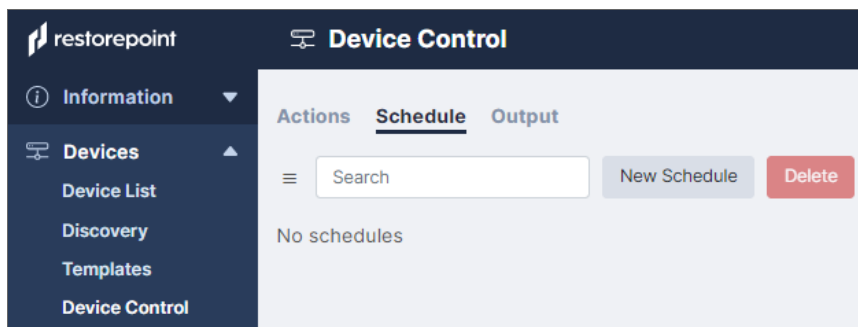 restorepoint
Device Control
Information
Devices
Device List
Discovery
Templates
Device Control
Actions Schedule Output
Search New Schedule Delete
No schedules